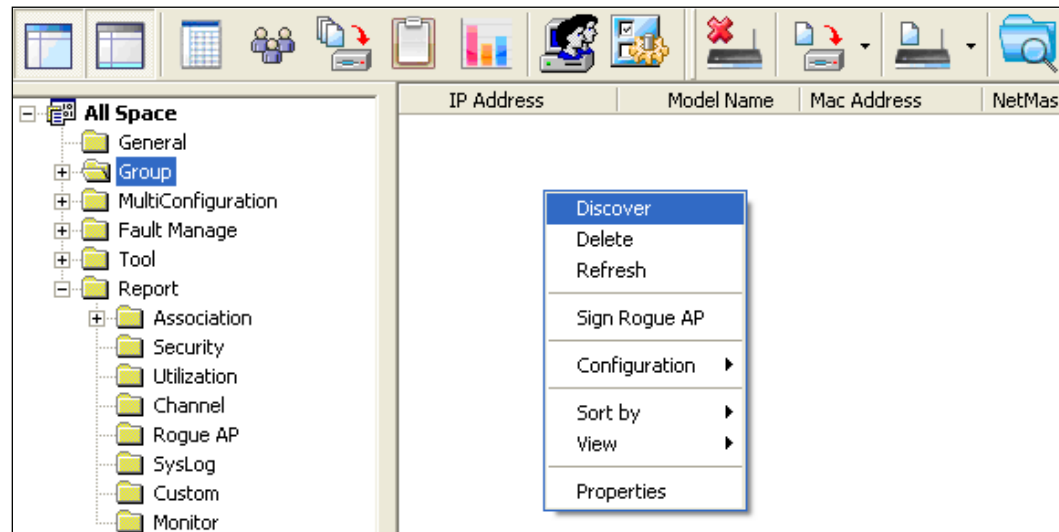 IP Address Model Name Mac Address NetMas
All Space
General
Group
MultiConfiguration
Fault Manage
Tool
Report
Association
Security
Utilization
Channel
Rogue AP
SysLog
Custom
Monitor
Discover
Delete
Refresh
Sign Rogue AP
Configuration
Sort by
View
Properties